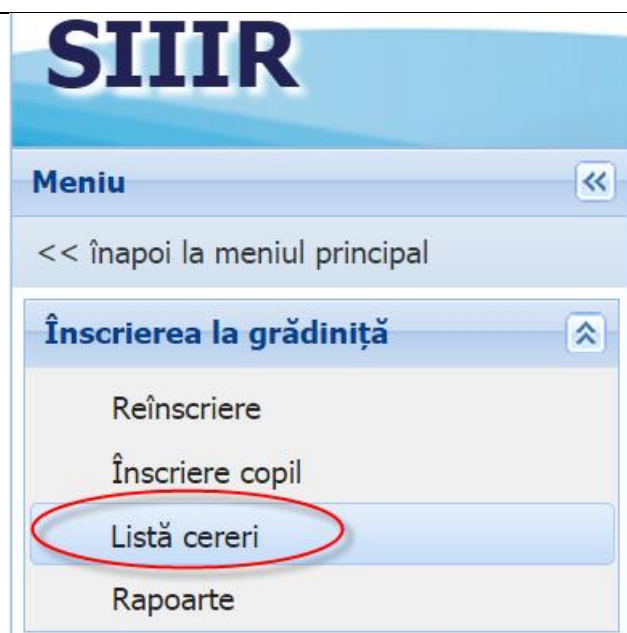 SIIIR
Meniu
<< înapoi la meniul principal
Înscrierea la grădiniță
Reînscriere
Înscriere copil
Listă cereri
Rapoarte